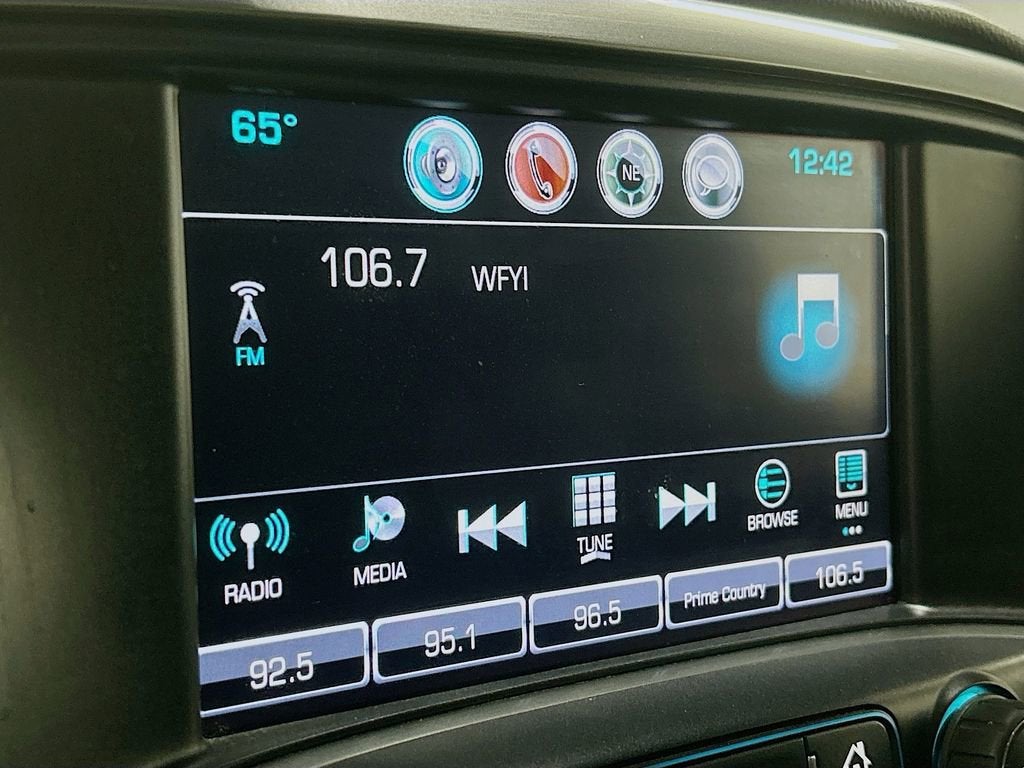 65°
NE
12:42
106.7 WFYI
FM
RADIO
MEDIA
TUNE
BROWSE
MENU
92.5
95.1
96.5
Prime Country
106.5